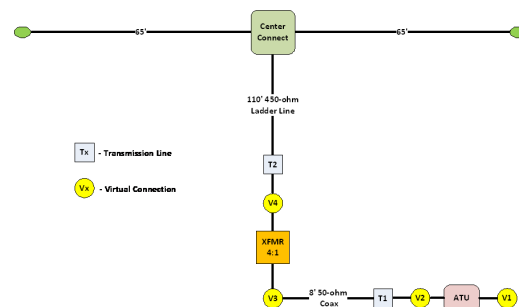 Center
Connect
65'
65'
110' 450-ohm
Ladder Line
T2
Tx - Transmission Line
Vx - Virtual Connection
V4
XFMR
4:1
V3
8' 50-ohm
Coax
T1
V2
ATU
V1